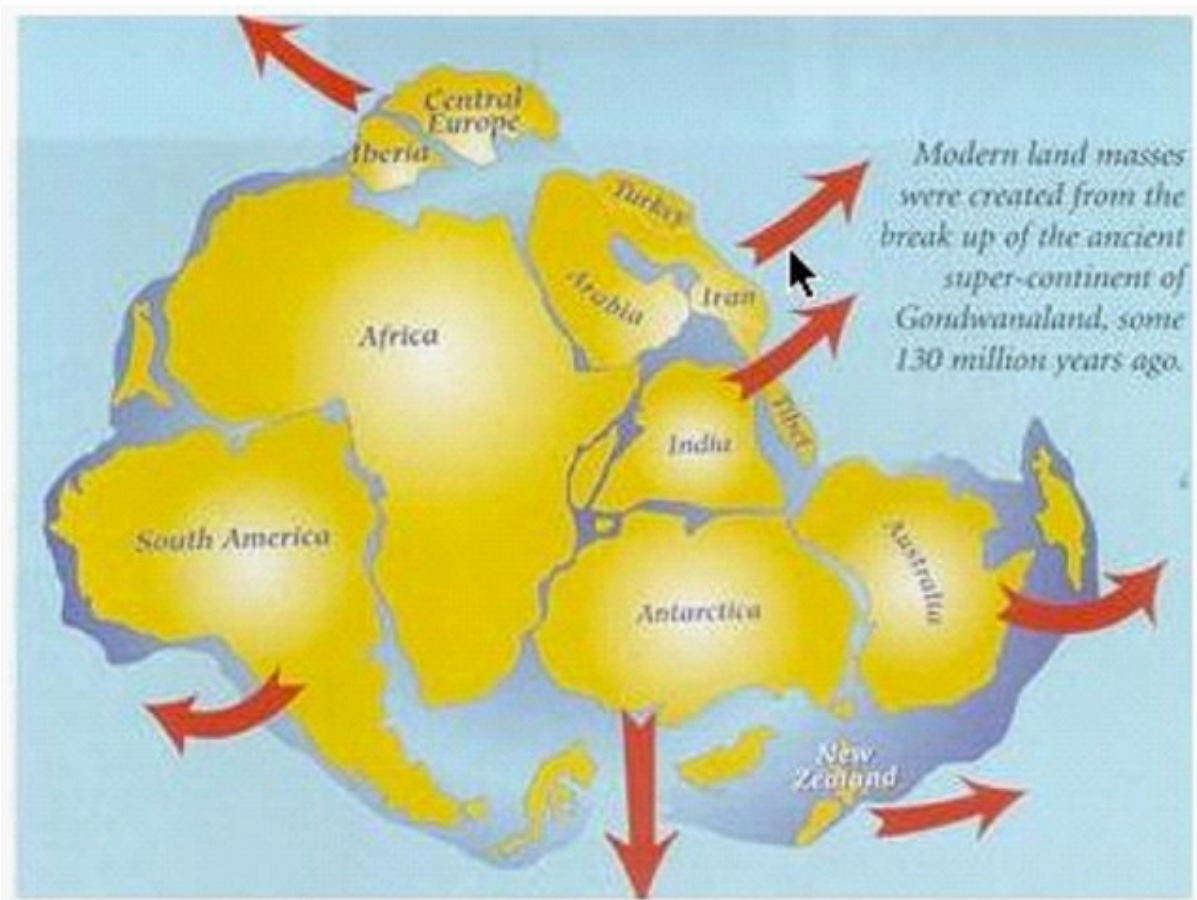 Central
Europe
Iberia
Turkey
Modern land masses
were created from the
break up of the ancient
super-continent of
Gondwanaland, some
130 million years ago.
Arabia
Iran
Africa
Tibet
India
South America
Australia
Antarctica
New
Zealand